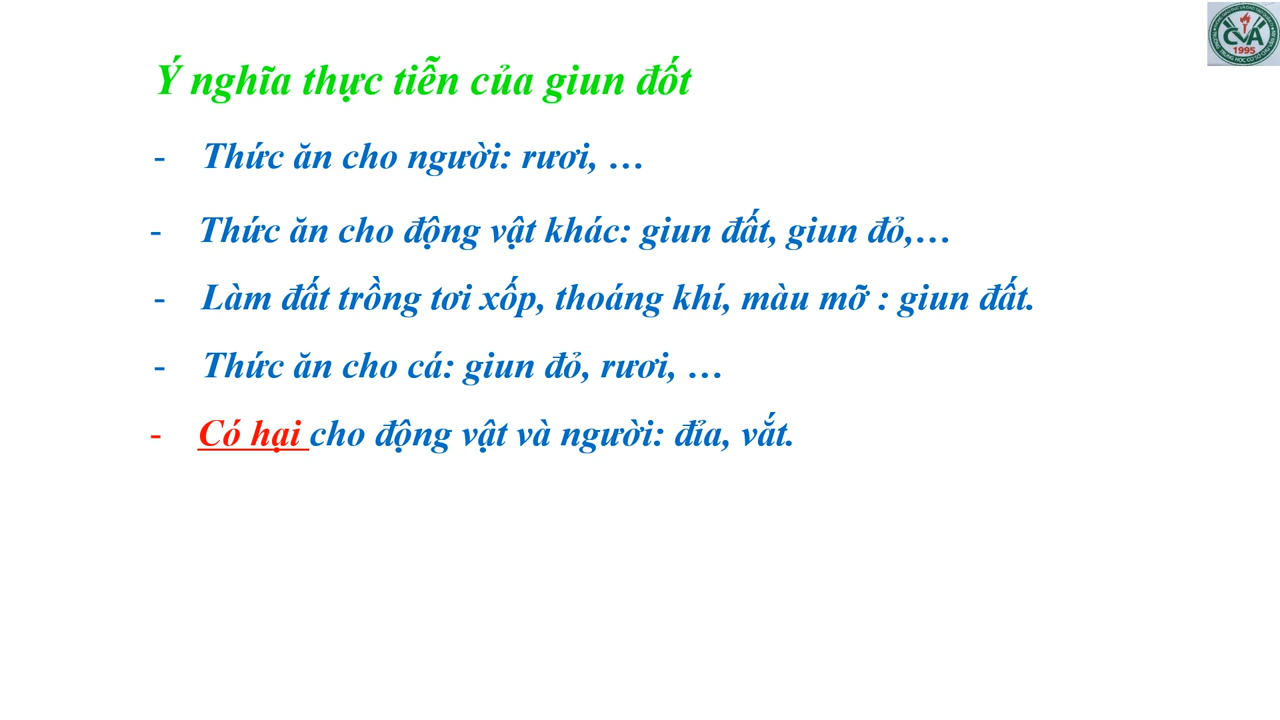 CVA
1995
Ý nghĩa thực tiễn của giun đốt
- Thức ăn cho người: rươi, …
- Thức ăn cho động vật khác: giun đất, giun đỏ,…
- Làm đất trồng tơi xốp, thoáng khí, màu mỡ : giun đất.
- Thức ăn cho cá: giun đỏ, rươi, …
- Có hại cho động vật và người: đỉa, vắt.